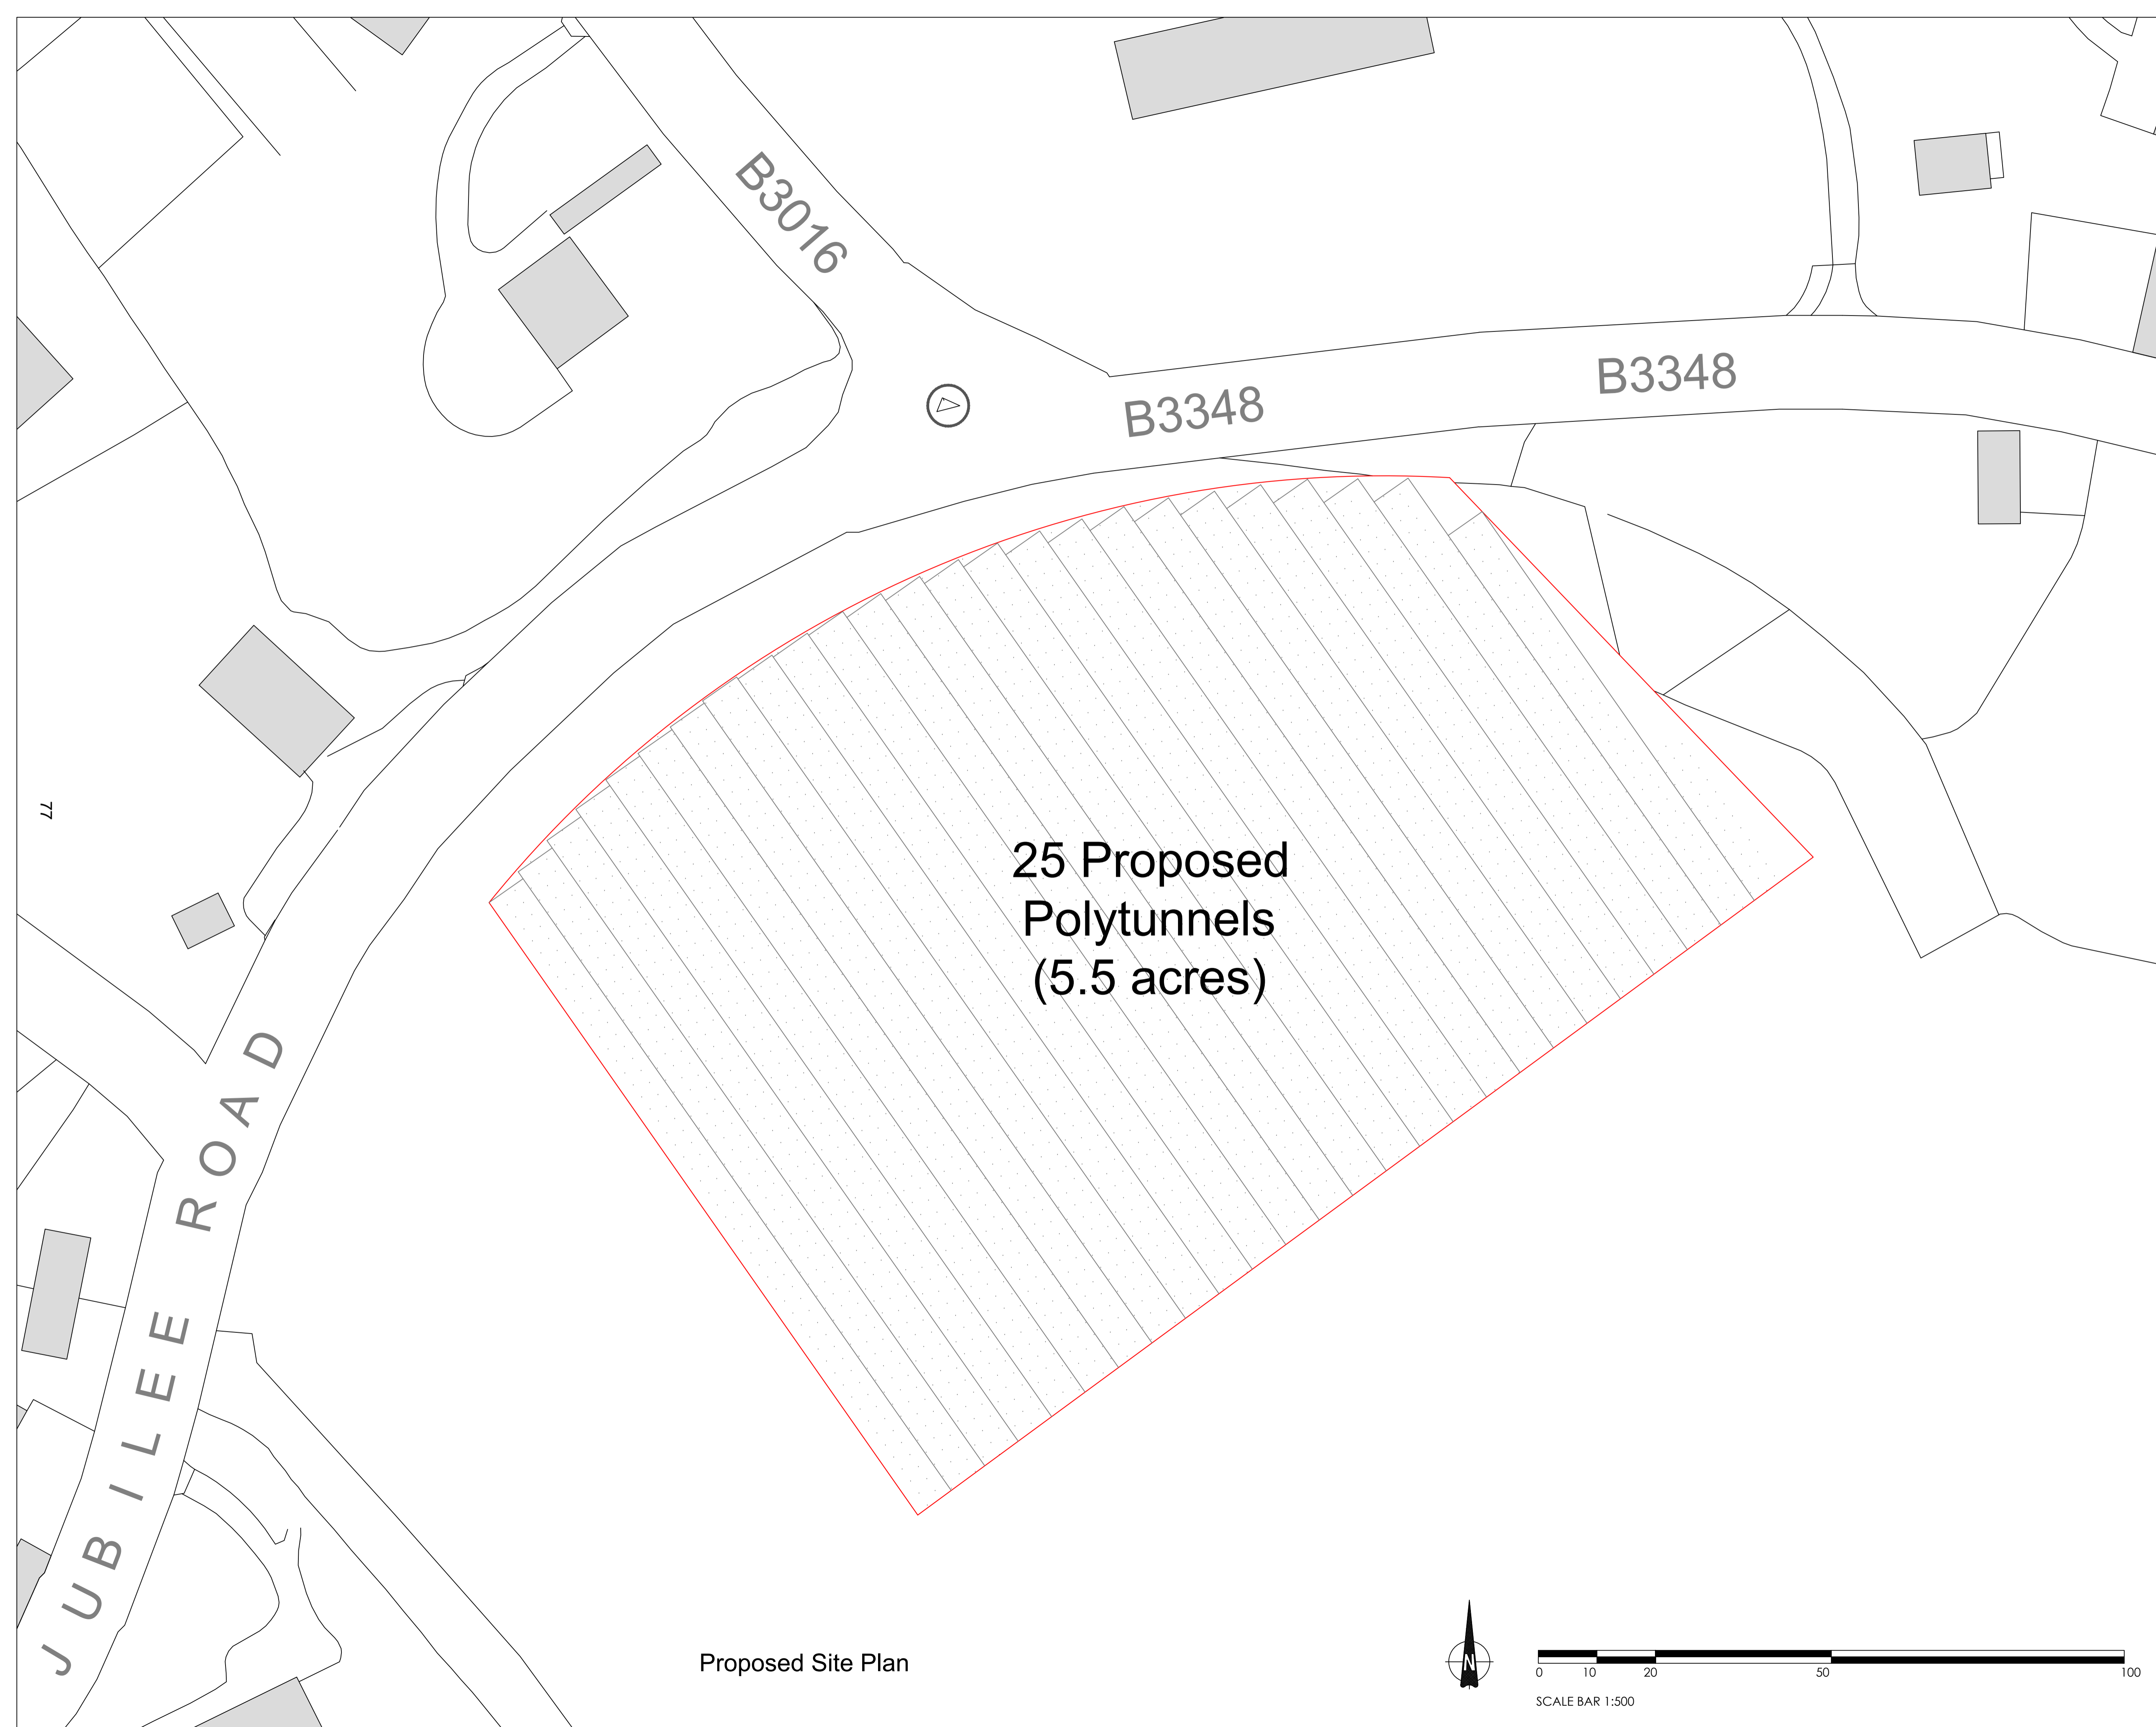 B3016
B3348
B3348
77
25 Proposed
Polytunnels
(5.5 acres)
JUBILEE ROAD
Proposed Site Plan
N
0 10 20 50 100
SCALE BAR 1:500